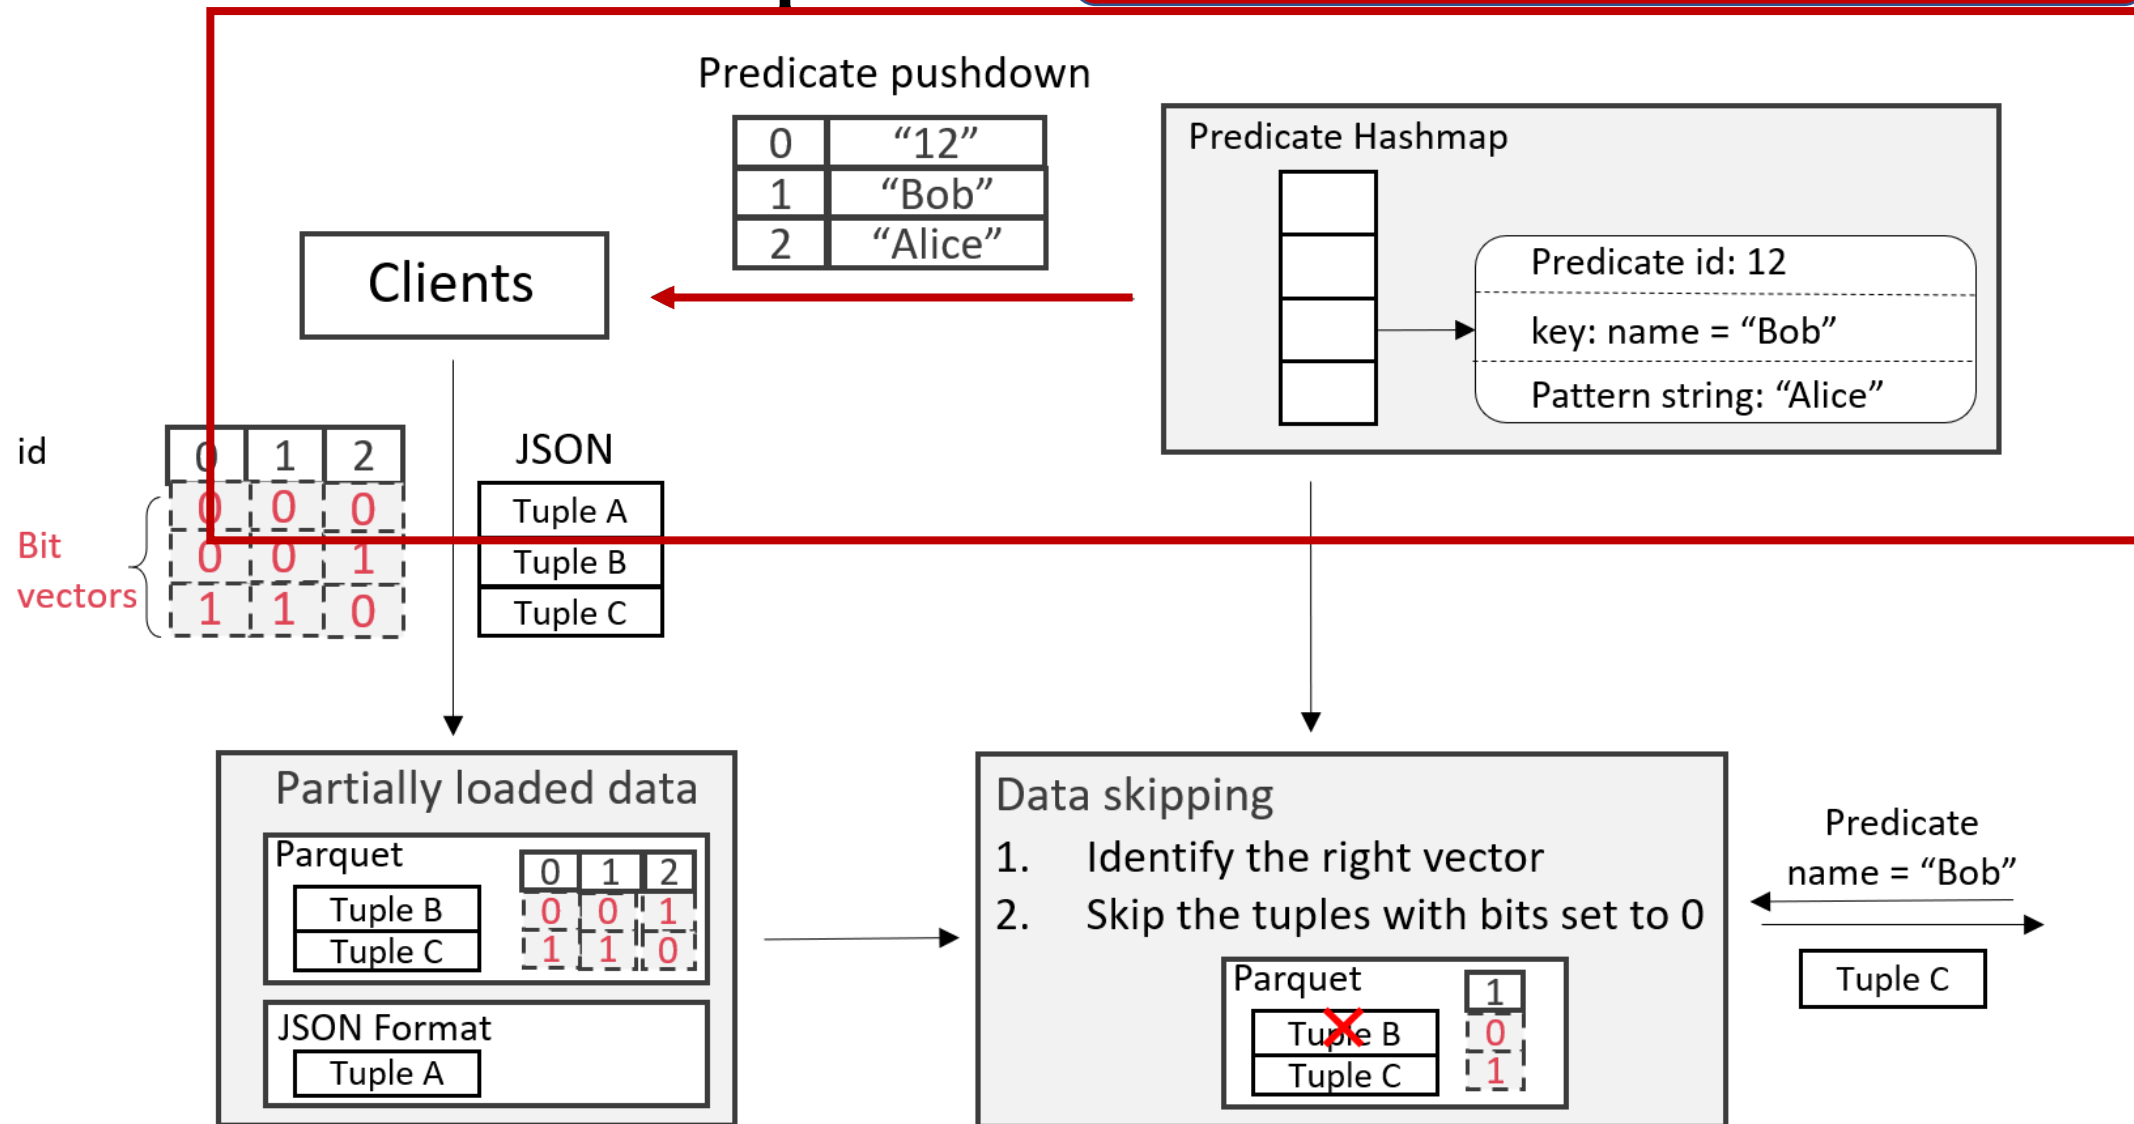 Predicate pushdown
0 "12"
1 "Bob"
2 "Alice"
Predicate Hashmap
Predicate id: 12
key: name = "Bob"
Pattern string: "Alice"
Clients
id 0 1 2
Bit vectors
0 0 0
0 0 1
1 1 0
JSON
Tuple A
Tuple B
Tuple C
Partially loaded data
Parquet
0 1 2
Tuple B 0 0 1
Tuple C 1 1 0
JSON Format
Tuple A
Data skipping
1. Identify the right vector
2. Skip the tuples with bits set to 0
Parquet
1
Tuple B 0
Tuple C 1
Predicate
name = "Bob"
Tuple C